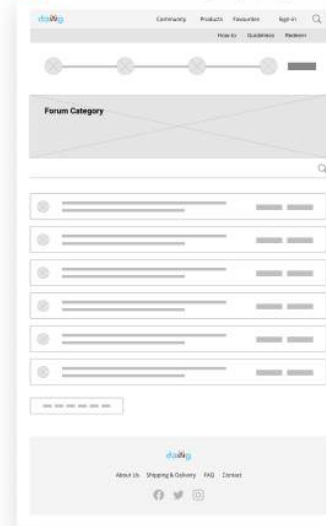 Community Products Favourites Sign-in
How to Guidelines Redeem
Forum Category
About Us Shipping & Delivery FAQ Contact